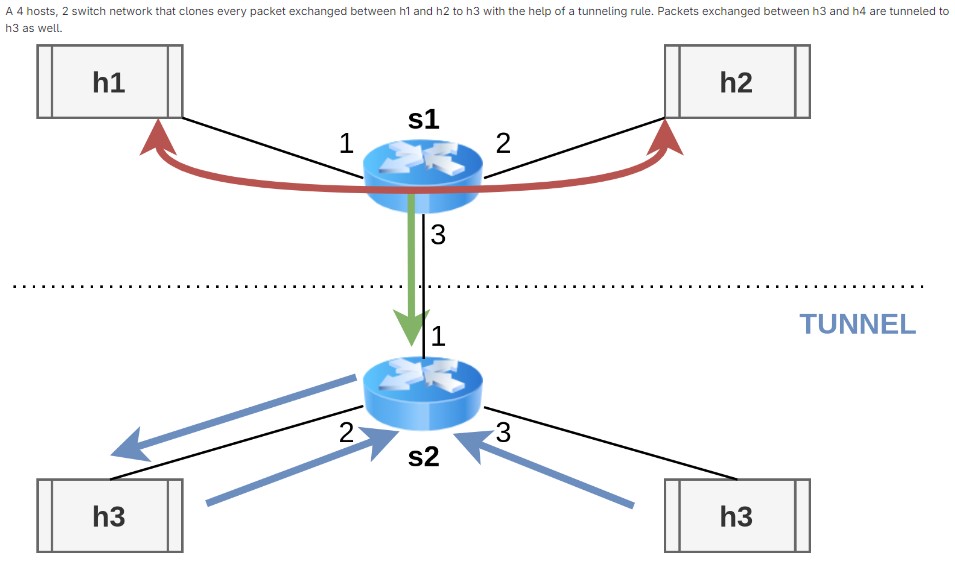 A 4 hosts, 2 switch network that clones every packet exchanged between h1 and h2 to h3 with the help of a tunneling rule. Packets exchanged between h3 and h4 are tunneled to
h3 as well.
h1
h2
s1
1
2
3
TUNNEL
1
2
3
s2
h3
h3